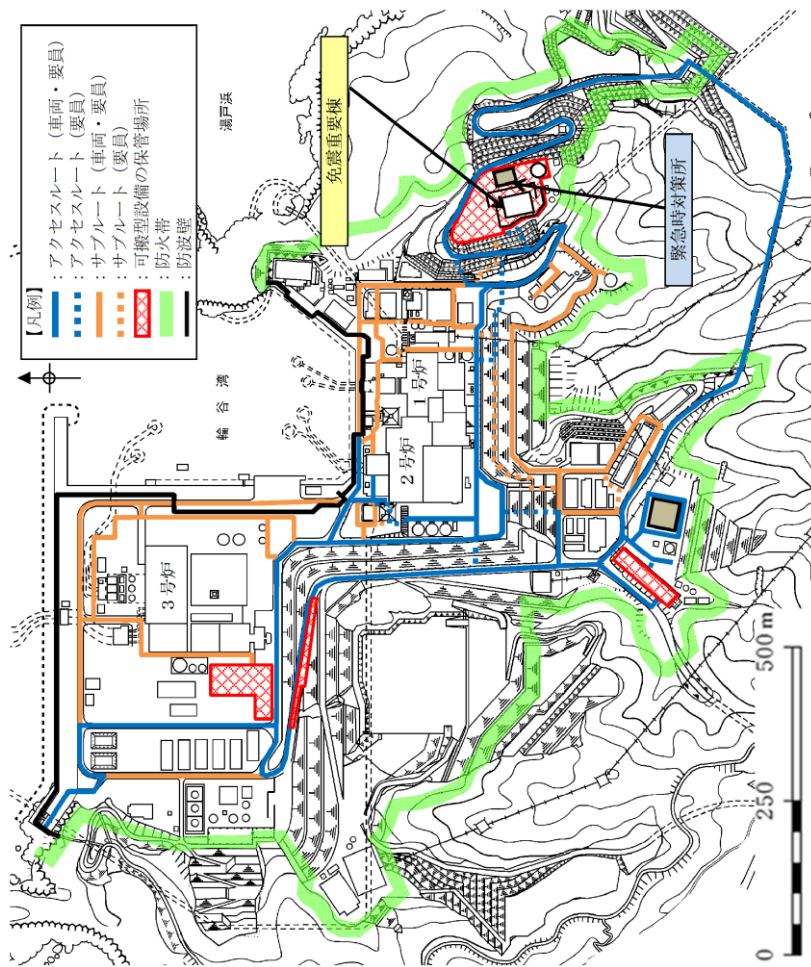 【凡例】
：アクセスルート（車両・要員）
：アクセスルート（要員）
：サブルート（車両・要員）
：サブルート（要員）
：可搬型設備の保管場所
：防火帯
：防波壁
湯戸浜
輪谷湾
免震重要棟
緊急時対策所
1号炉
2号炉
3号炉
0 250 500m